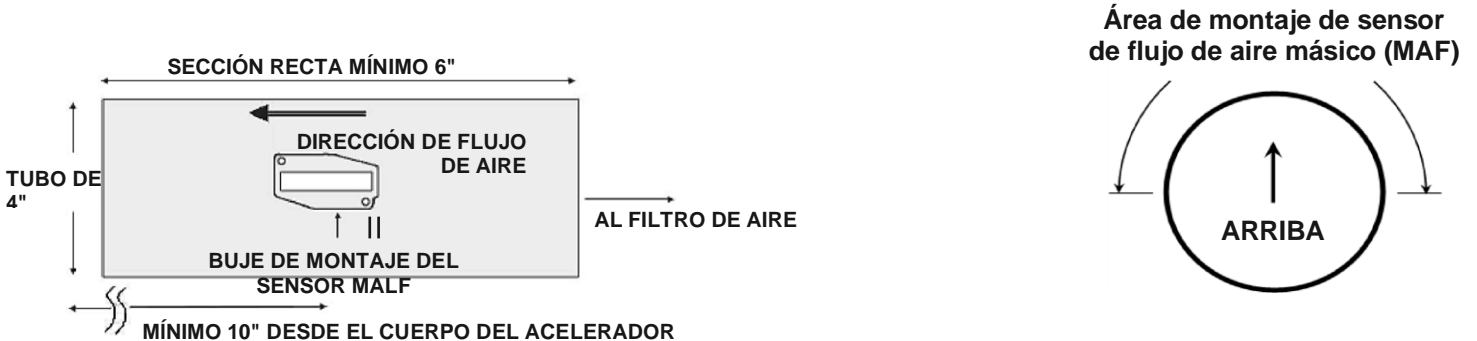 SECCIÓN RECTA MÍNIMO 6"
DIRECCIÓN DE FLUJO
DE AIRE
TUBO DE
4"
AL FILTRO DE AIRE
BUJE DE MONTAJE DEL
SENSOR MALF
MÍNIMO 10" DESDE EL CUERPO DEL ACELERADOR
Área de montaje de sensor
de flujo de aire másico (MAF)
ARRIBA